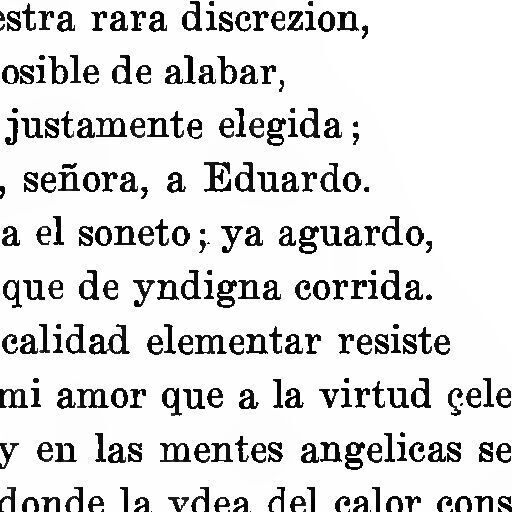 estra rara discrezion,
osible de alabar,
justamente elegida;
, señora, a Eduardo.
a el soneto; ya aguardo,
que de yndigna corrida.
calidad elementar resiste
mi amor que a la virtud çele
y en las mentes angelicas se
donde la ydea del calor cons